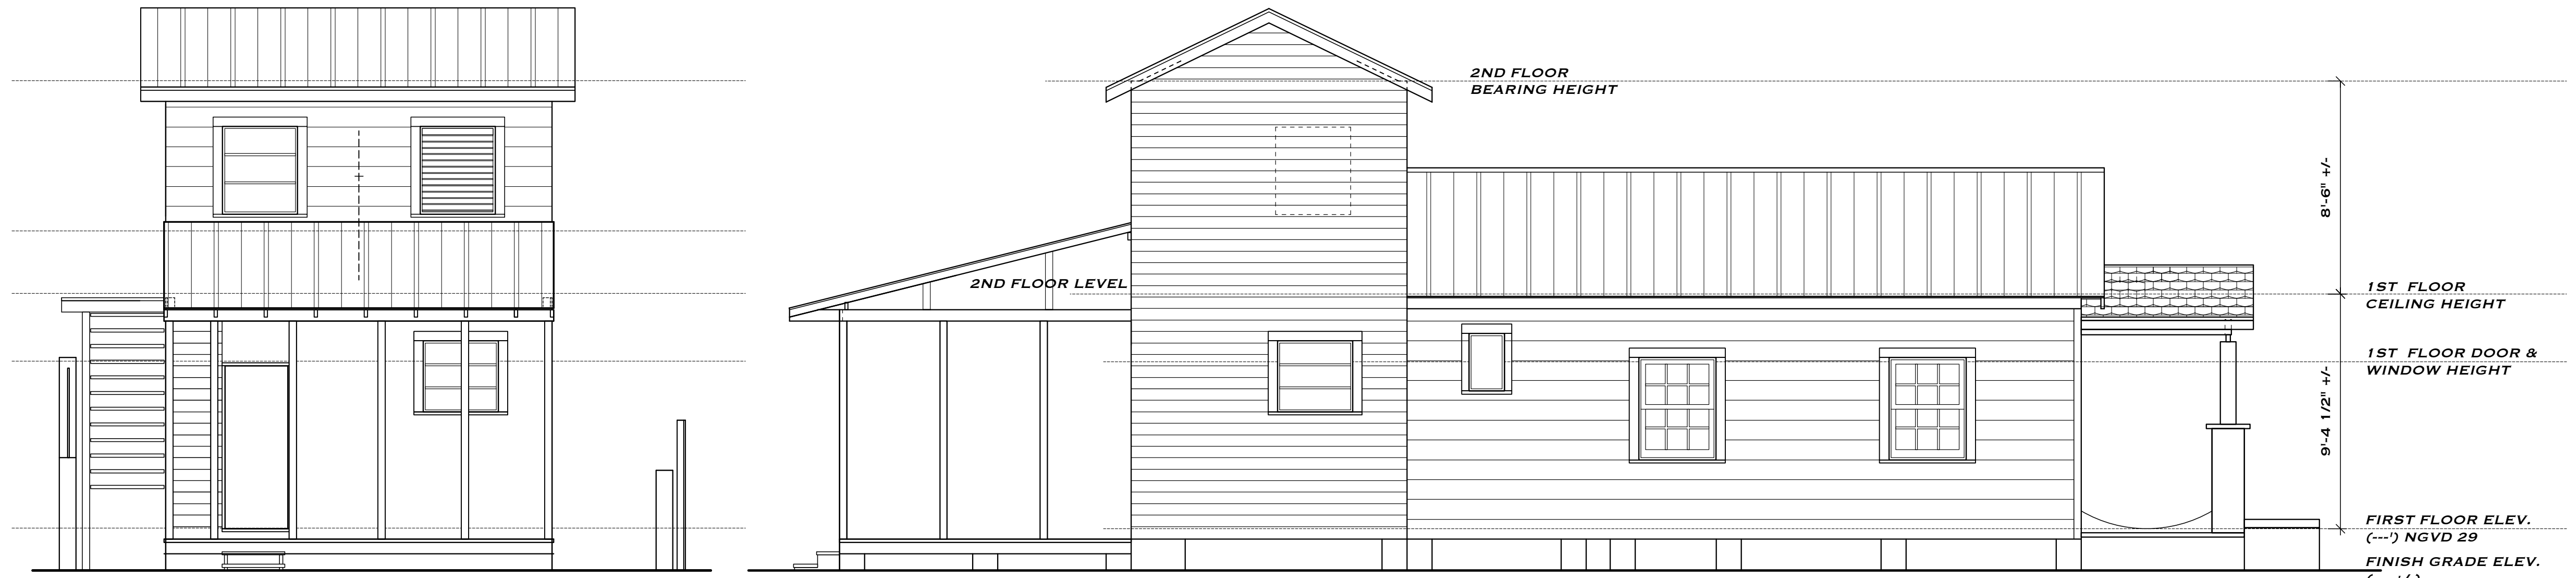 2ND FLOOR
BEARING HEIGHT
8'-6" +/-
2ND FLOOR LEVEL
1ST FLOOR
CEILING HEIGHT
1ST FLOOR DOOR &
WINDOW HEIGHT
9'-4 1/2" +/-
FIRST FLOOR ELEV.
(---') NGVD 29
FINISH GRADE ELEV.